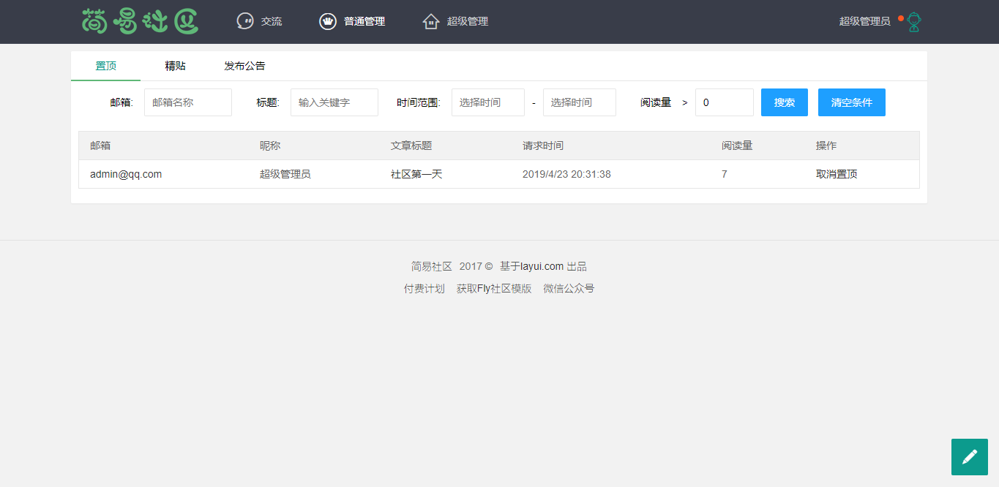 简易社区 交流 普通管理 超级管理 超级管理员
置顶 精贴 发布公告
邮箱: 邮箱名称 标题: 输入关键字 时间范围: 选择时间 - 选择时间 阅读量 > 0 搜索 清空条件
邮箱 昵称 文章标题 请求时间 阅读量 操作
admin@qq.com 超级管理员 社区第一天 2019/4/23 20:31:38 7 取消置顶
简易社区 2017 © 基于layui.com 出品
付费计划 获取Fly社区模版 微信公众号